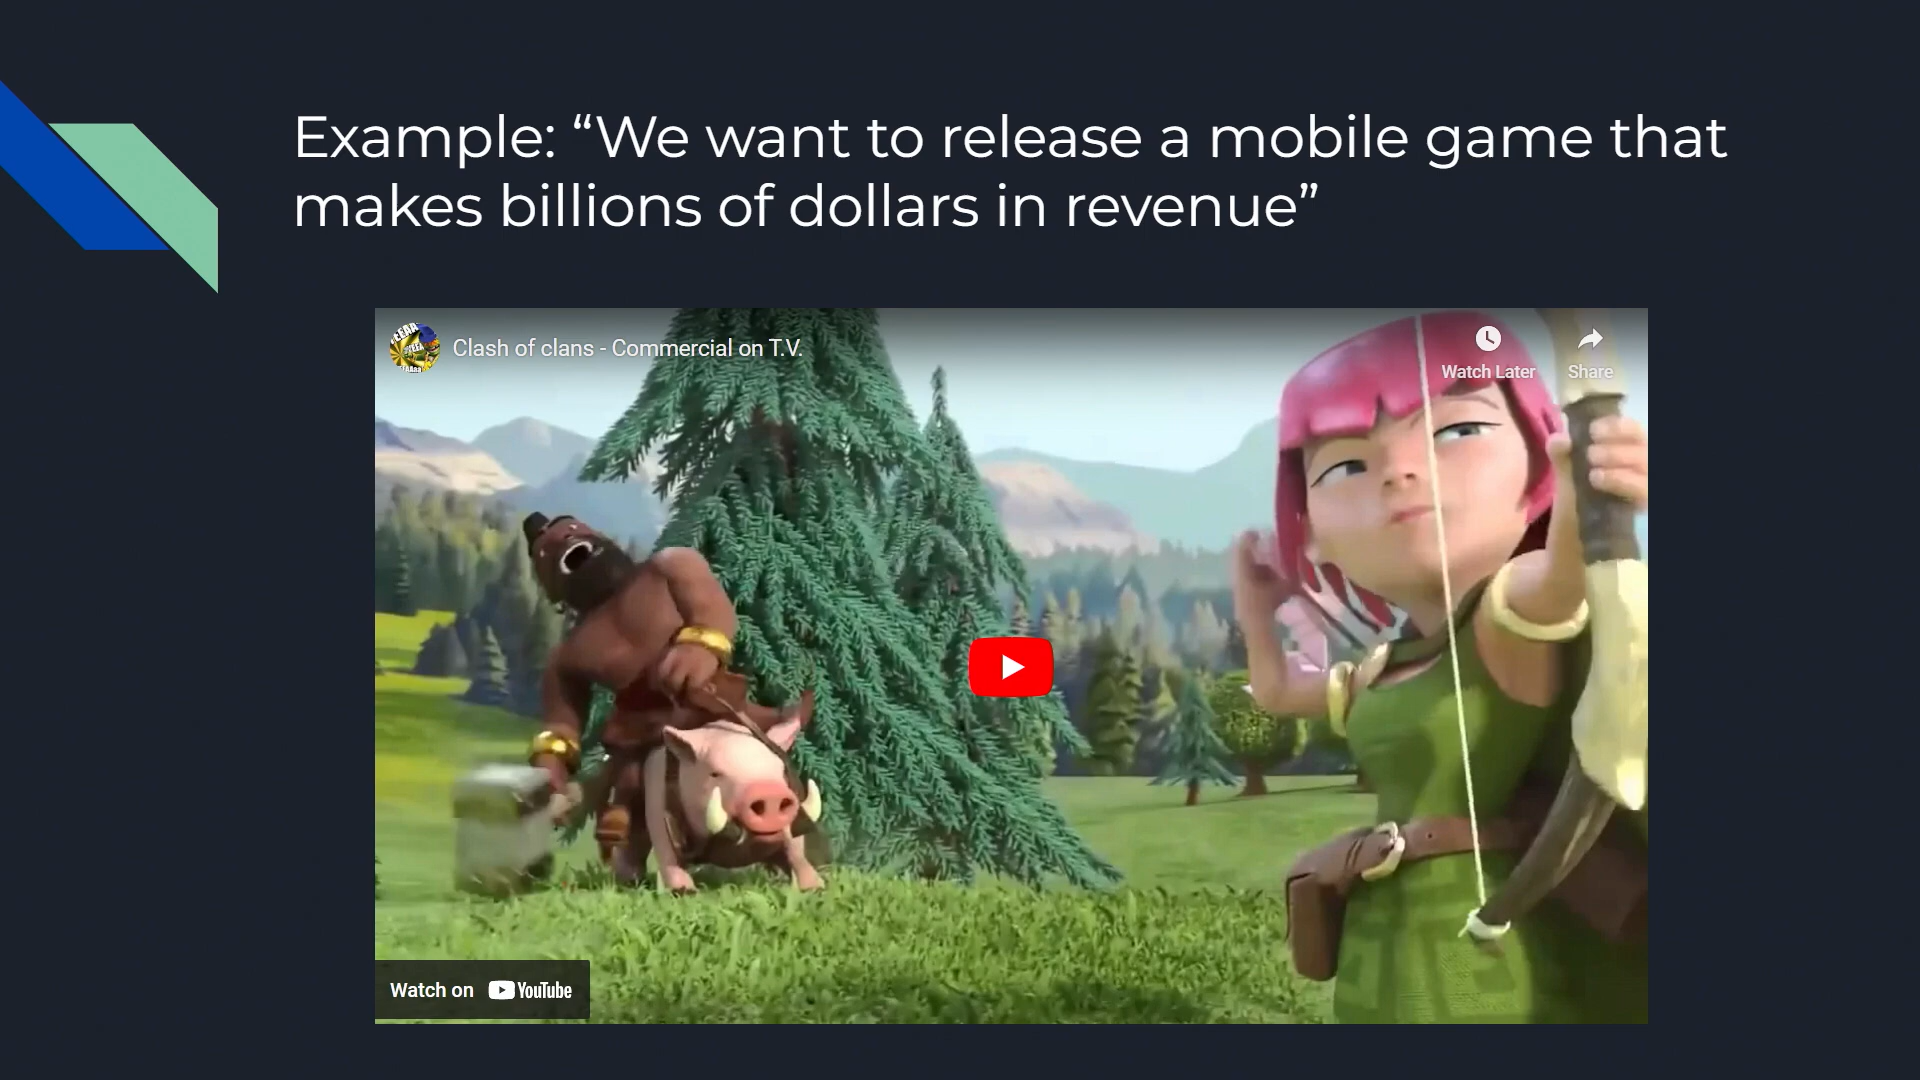 Example: “We want to release a mobile game that
makes billions of dollars in revenue”
Clash of clans - Commercial on T.V.
Watch Later
Share
Watch on YouTube